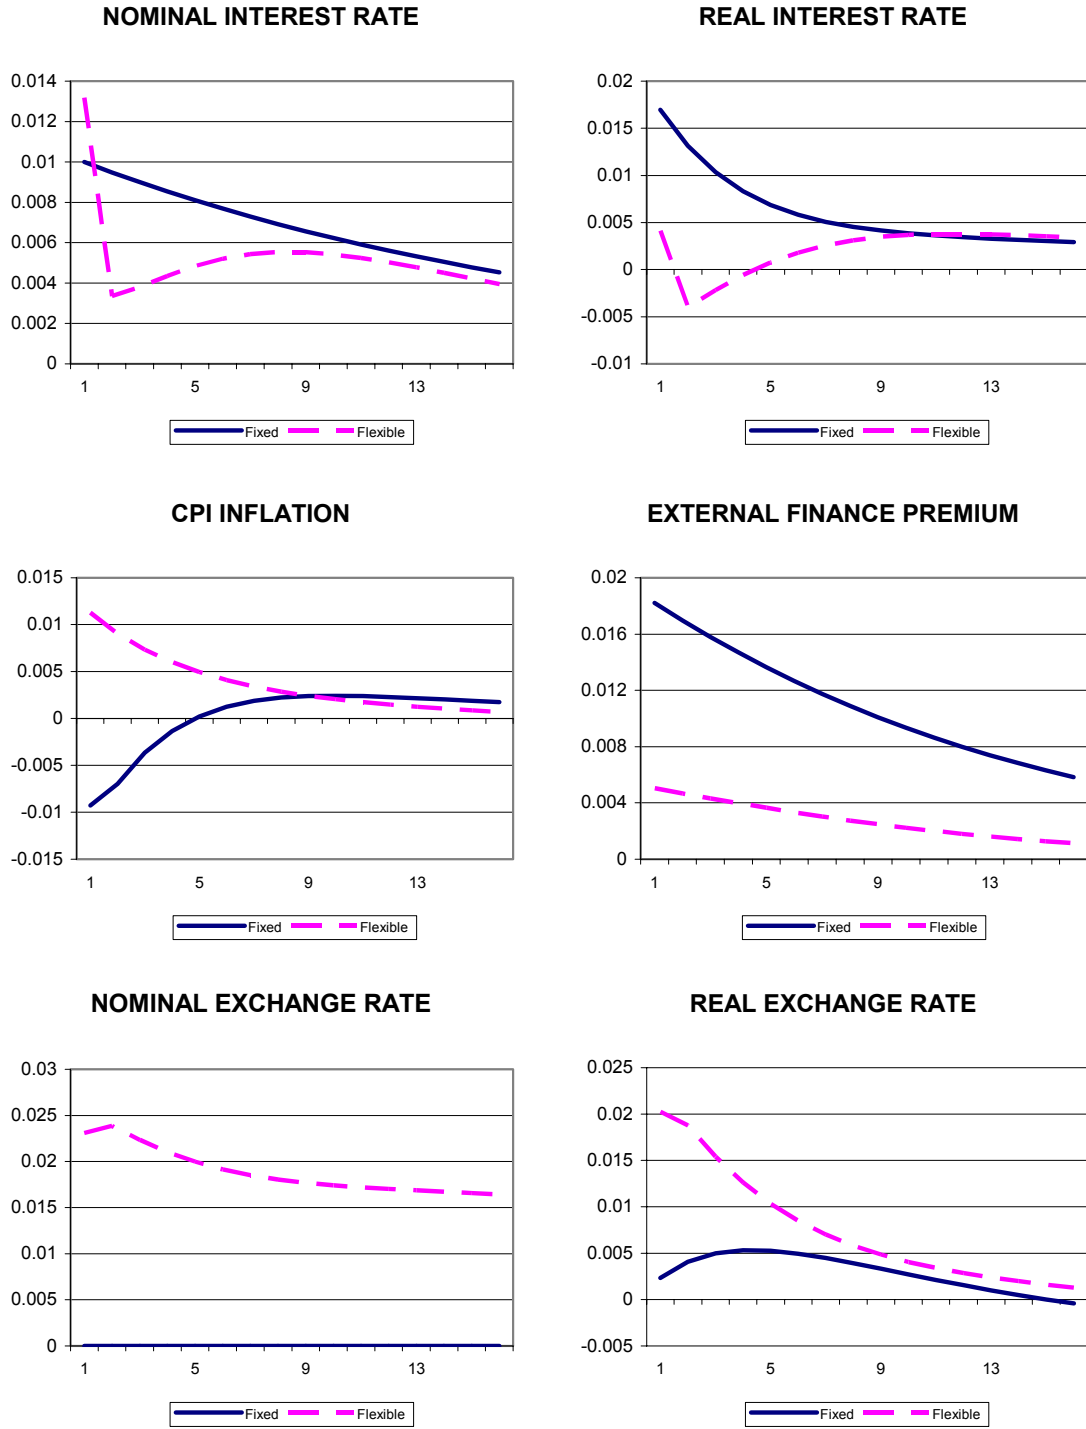 NOMINAL INTEREST RATE
0.014
0.012
0.01
0.008
0.006
0.004
0.002
0
1 5 9 13
Fixed Flexible
REAL INTEREST RATE
0.02
0.015
0.01
0.005
0
-0.005
-0.01
1 5 9 13
Fixed Flexible
CPI INFLATION
0.015
0.01
0.005
0
-0.005
-0.01
-0.015
1 5 9 13
Fixed Flexible
EXTERNAL FINANCE PREMIUM
0.02
0.016
0.012
0.008
0.004
0
1 5 9 13
Fixed Flexible
NOMINAL EXCHANGE RATE
0.03
0.025
0.02
0.015
0.01
0.005
0
1 5 9 13
Fixed Flexible
REAL EXCHANGE RATE
0.025
0.02
0.015
0.01
0.005
0
-0.005
1 5 9 13
Fixed Flexible